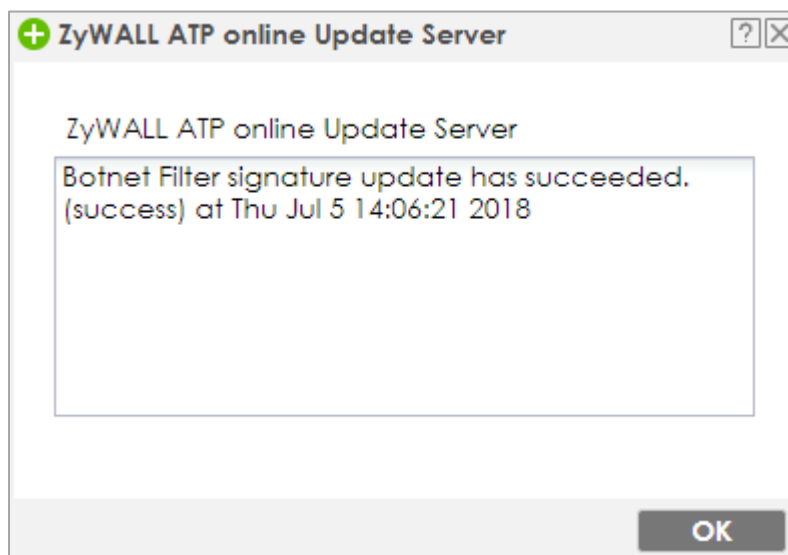 ZyWALL ATP online Update Server
?
ZyWALL ATP online Update Server
Botnet Filter signature update has succeeded.
(success) at Thu Jul 5 14:06:21 2018
OK